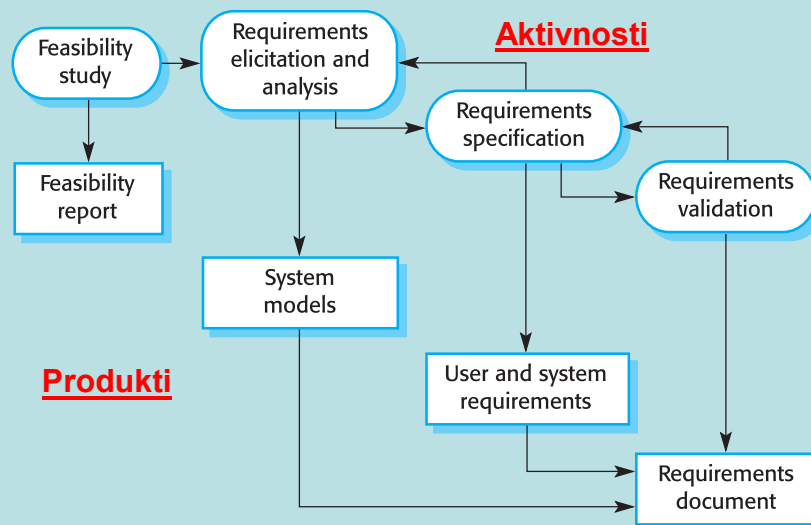 Feasibility
study
Requirements
elicitation and
analysis
Aktivnosti
Requirements
specification
Feasibility
report
Requirements
validation
System
models
Produkti
User and system
requirements
Requirements
document